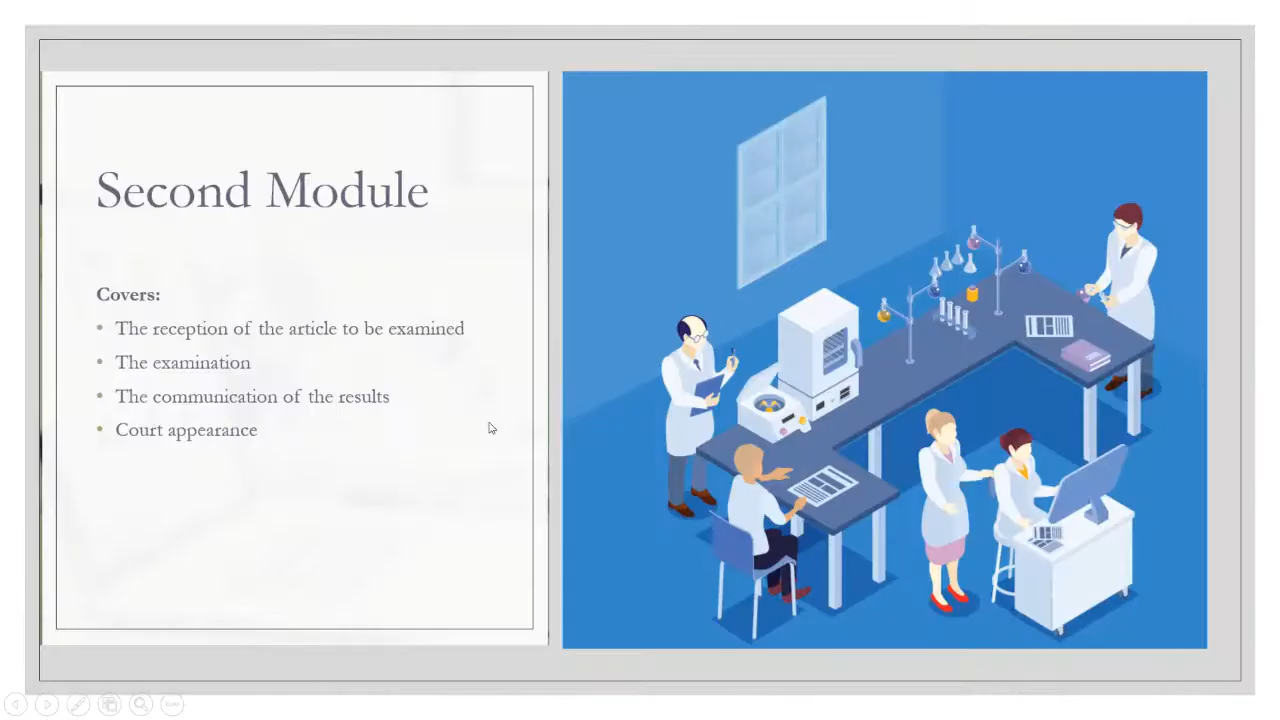 Second Module
Covers:
• The reception of the article to be examined
• The examination
• The communication of the results
• Court appearance